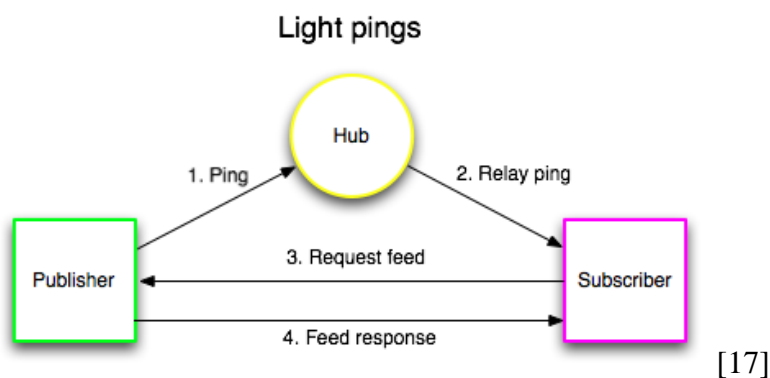 Light pings
Hub
1. Ping
2. Relay ping
3. Request feed
Publisher
Subscriber
4. Feed response
[17]